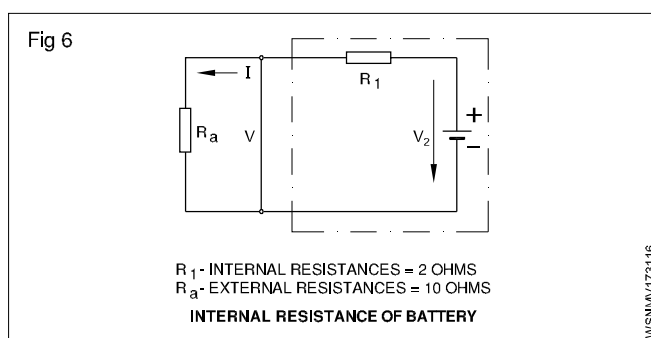 Fig 6
I
R1
Ra
V
V2
+
−
R1- INTERNAL RESISTANCES = 2 OHMS
Ra- EXTERNAL RESISTANCES = 10 OHMS
INTERNAL RESISTANCE OF BATTERY